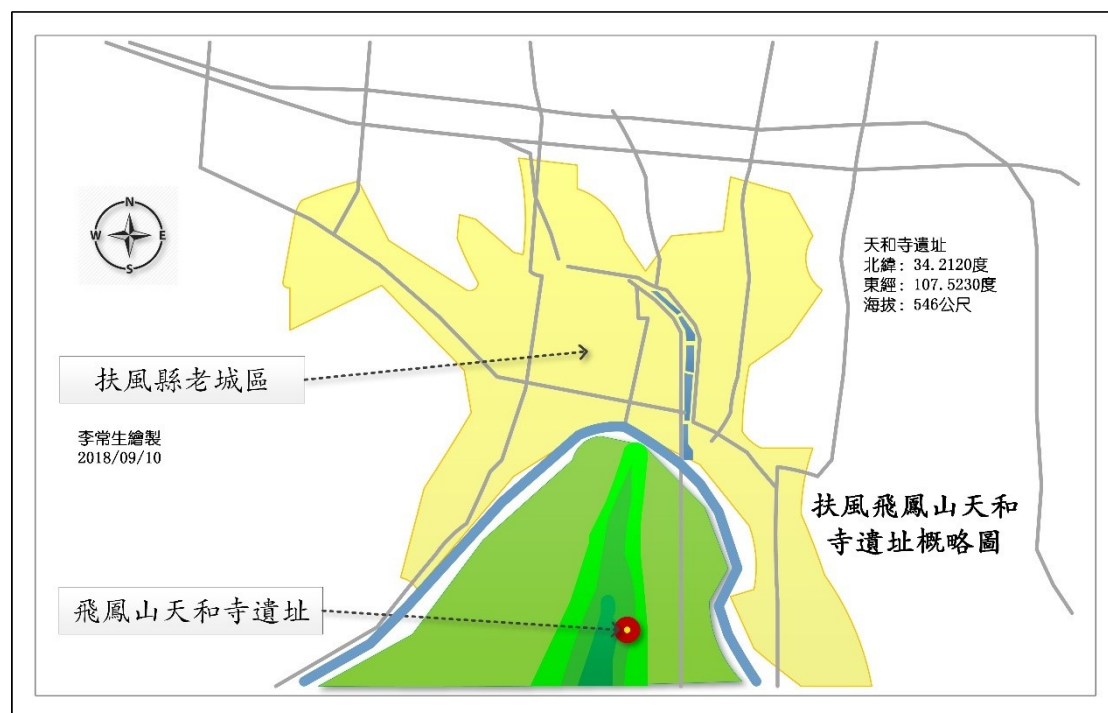 N
W
E
S
天和寺遺址
北緯: 34.2120度
東經: 107.5230度
海拔: 546公尺
扶風縣老城區
李常生繪製
2018/09/10
扶風飛鳳山天和
寺遺址概略圖
飛鳳山天和寺遺址